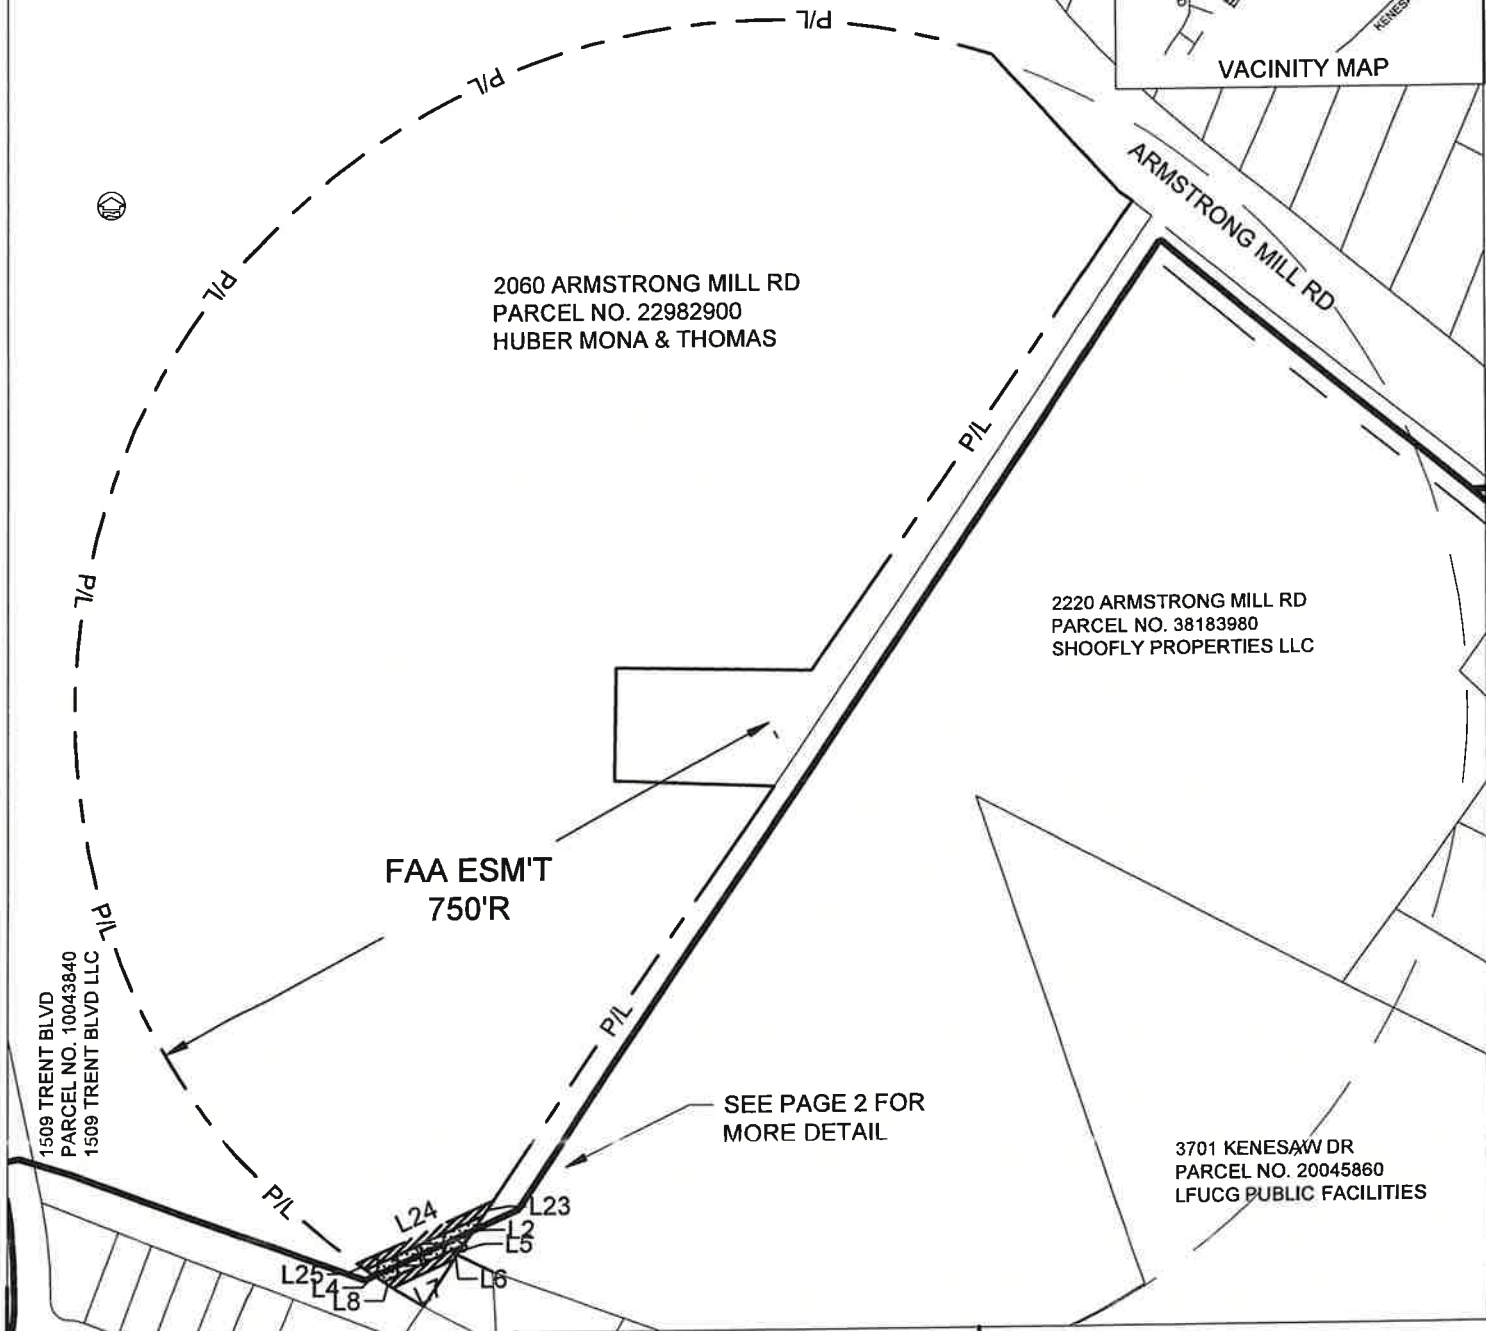 P/L
P/L
KENES
VACINITY MAP
ARMSTRONG MILL RD
P/L
2060 ARMSTRONG MILL RD
PARCEL NO. 22982900
HUBER MONA & THOMAS
P/L
P/L
2220 ARMSTRONG MILL RD
PARCEL NO. 38183980
SHOOFLY PROPERTIES LLC
FAA ESM'T
750'R
P/L
1509 TRENT BLVD
PARCEL NO. 10043840
1509 TRENT BLVD LLC
P/L
SEE PAGE 2 FOR
MORE DETAIL
3701 KENESAW DR
PARCEL NO. 20045860
LFUCG PUBLIC FACILITIES
P/L
L24
L23
L2
L5
L25
L4
L8
L7
L6